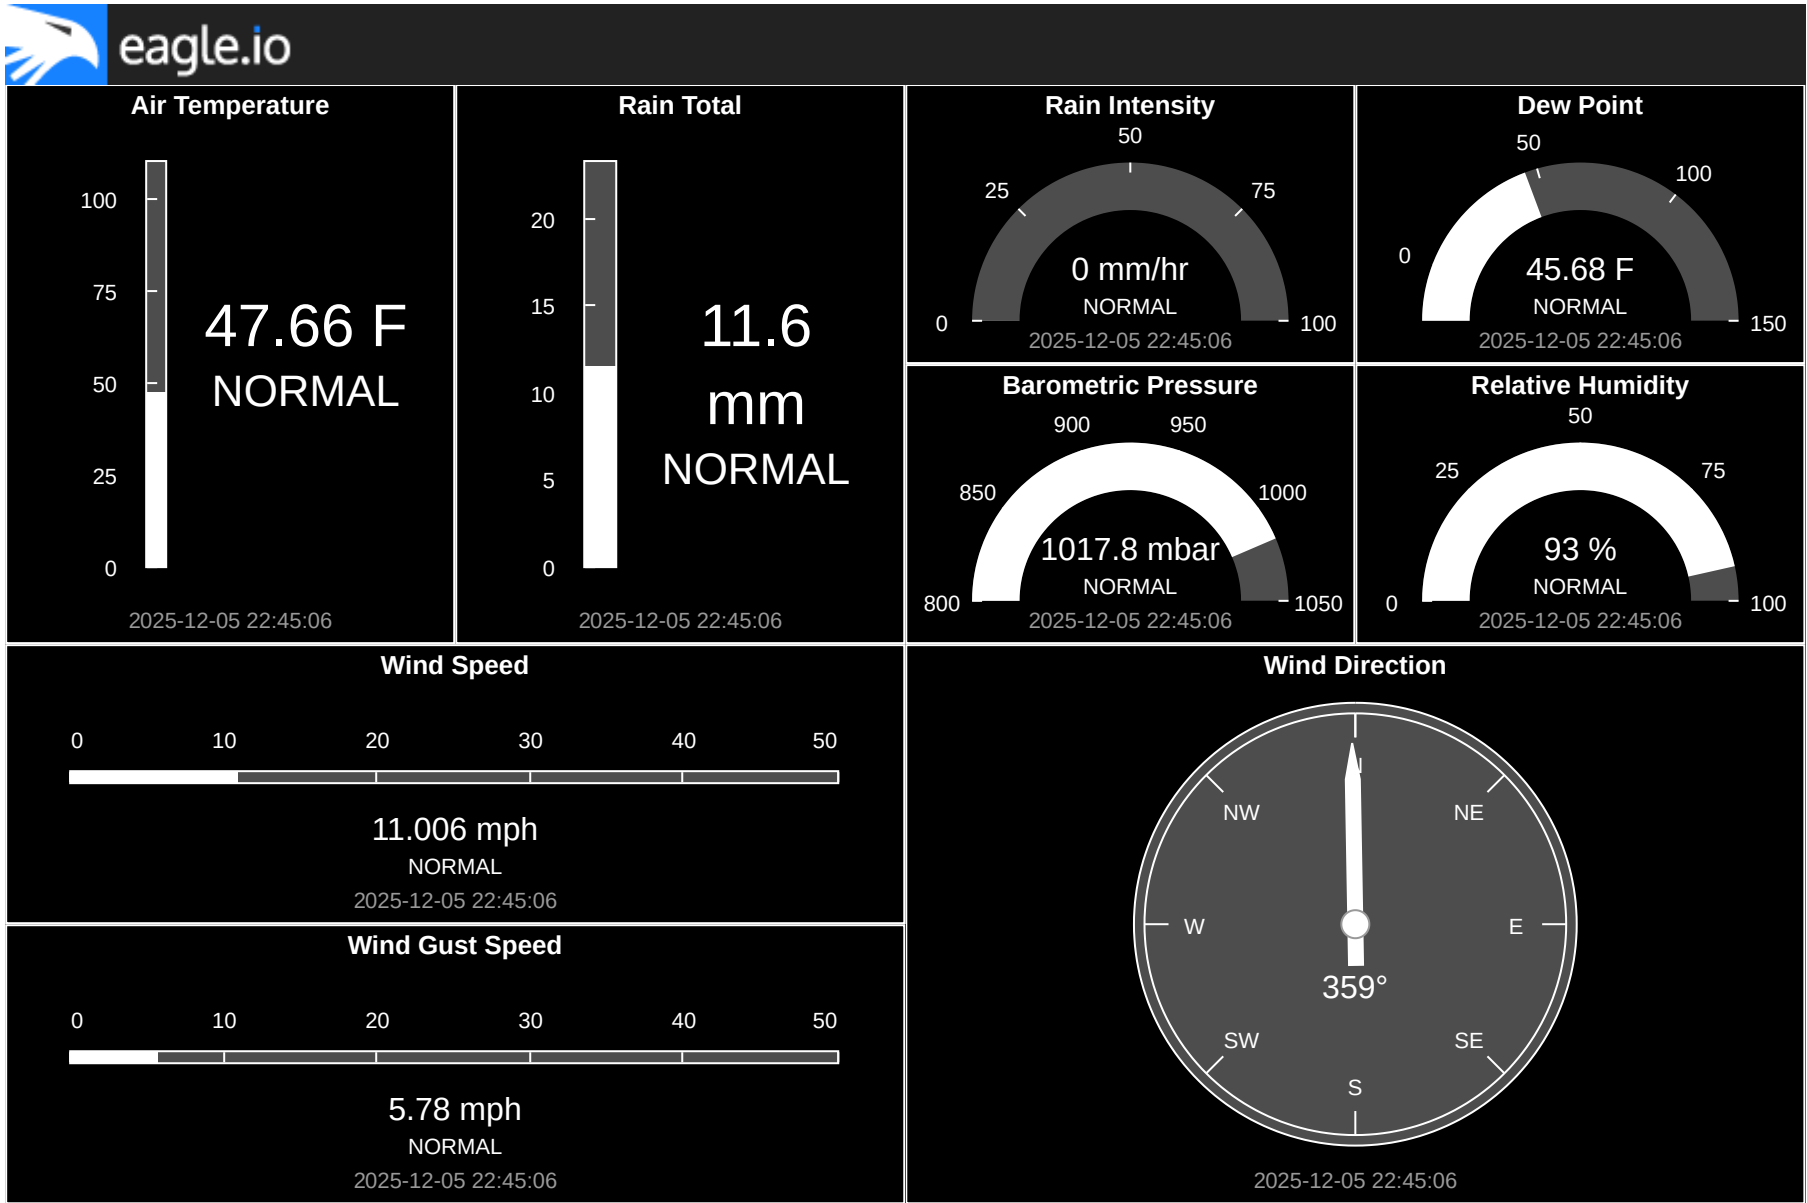 eagle.io
Air Temperature
100
75
50
25
0
47.66 F
NORMAL
2025-12-05 22:45:06
Rain Total
20
15
10
5
0
11.6
mm
NORMAL
2025-12-05 22:45:06
Rain Intensity
50
25
75
0
100
0 mm/hr
NORMAL
2025-12-05 22:45:06
Dew Point
50
100
0
150
45.68 F
NORMAL
2025-12-05 22:45:06
Barometric Pressure
900
950
850
1000
800
1050
1017.8 mbar
NORMAL
2025-12-05 22:45:06
Relative Humidity
50
25
75
0
100
93 %
NORMAL
2025-12-05 22:45:06
Wind Speed
0 10 20 30 40 50
11.006 mph
NORMAL
2025-12-05 22:45:06
Wind Gust Speed
0 10 20 30 40 50
5.78 mph
NORMAL
2025-12-05 22:45:06
Wind Direction
NW
NE
W
E
359°
SW
SE
S
2025-12-05 22:45:06